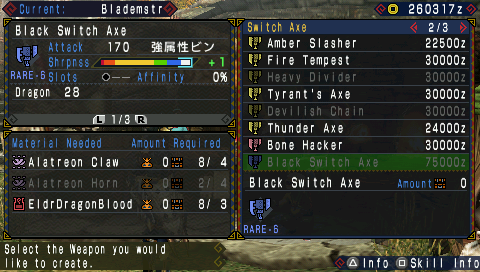 Current: Blademstr
260317z
Black Switch Axe
Attack 170 強属性ビン
Shrpnss +1
RARE-6 Slots ●－－ Affinity 0%
Dragon 28
L 1/3 R
Material Needed Amount Required
Alatreon Claw 0 8/ 4
Alatreon Horn 0 2/ 4
EldrDragonBlood 0 8/ 3
Switch Axe 2/3
Amber Slasher 22500z
Fire Tempest 30000z
Heavy Divider 30000z
Tyrant's Axe 30000z
Devilish Chain 30000z
Thunder Axe 24000z
Bone Hacker 30000z
Black Switch Axe 75000z
Black Switch Axe Amount 0
RARE-6
Select the Weapon you would
like to create.
△ Info □ Skill Info